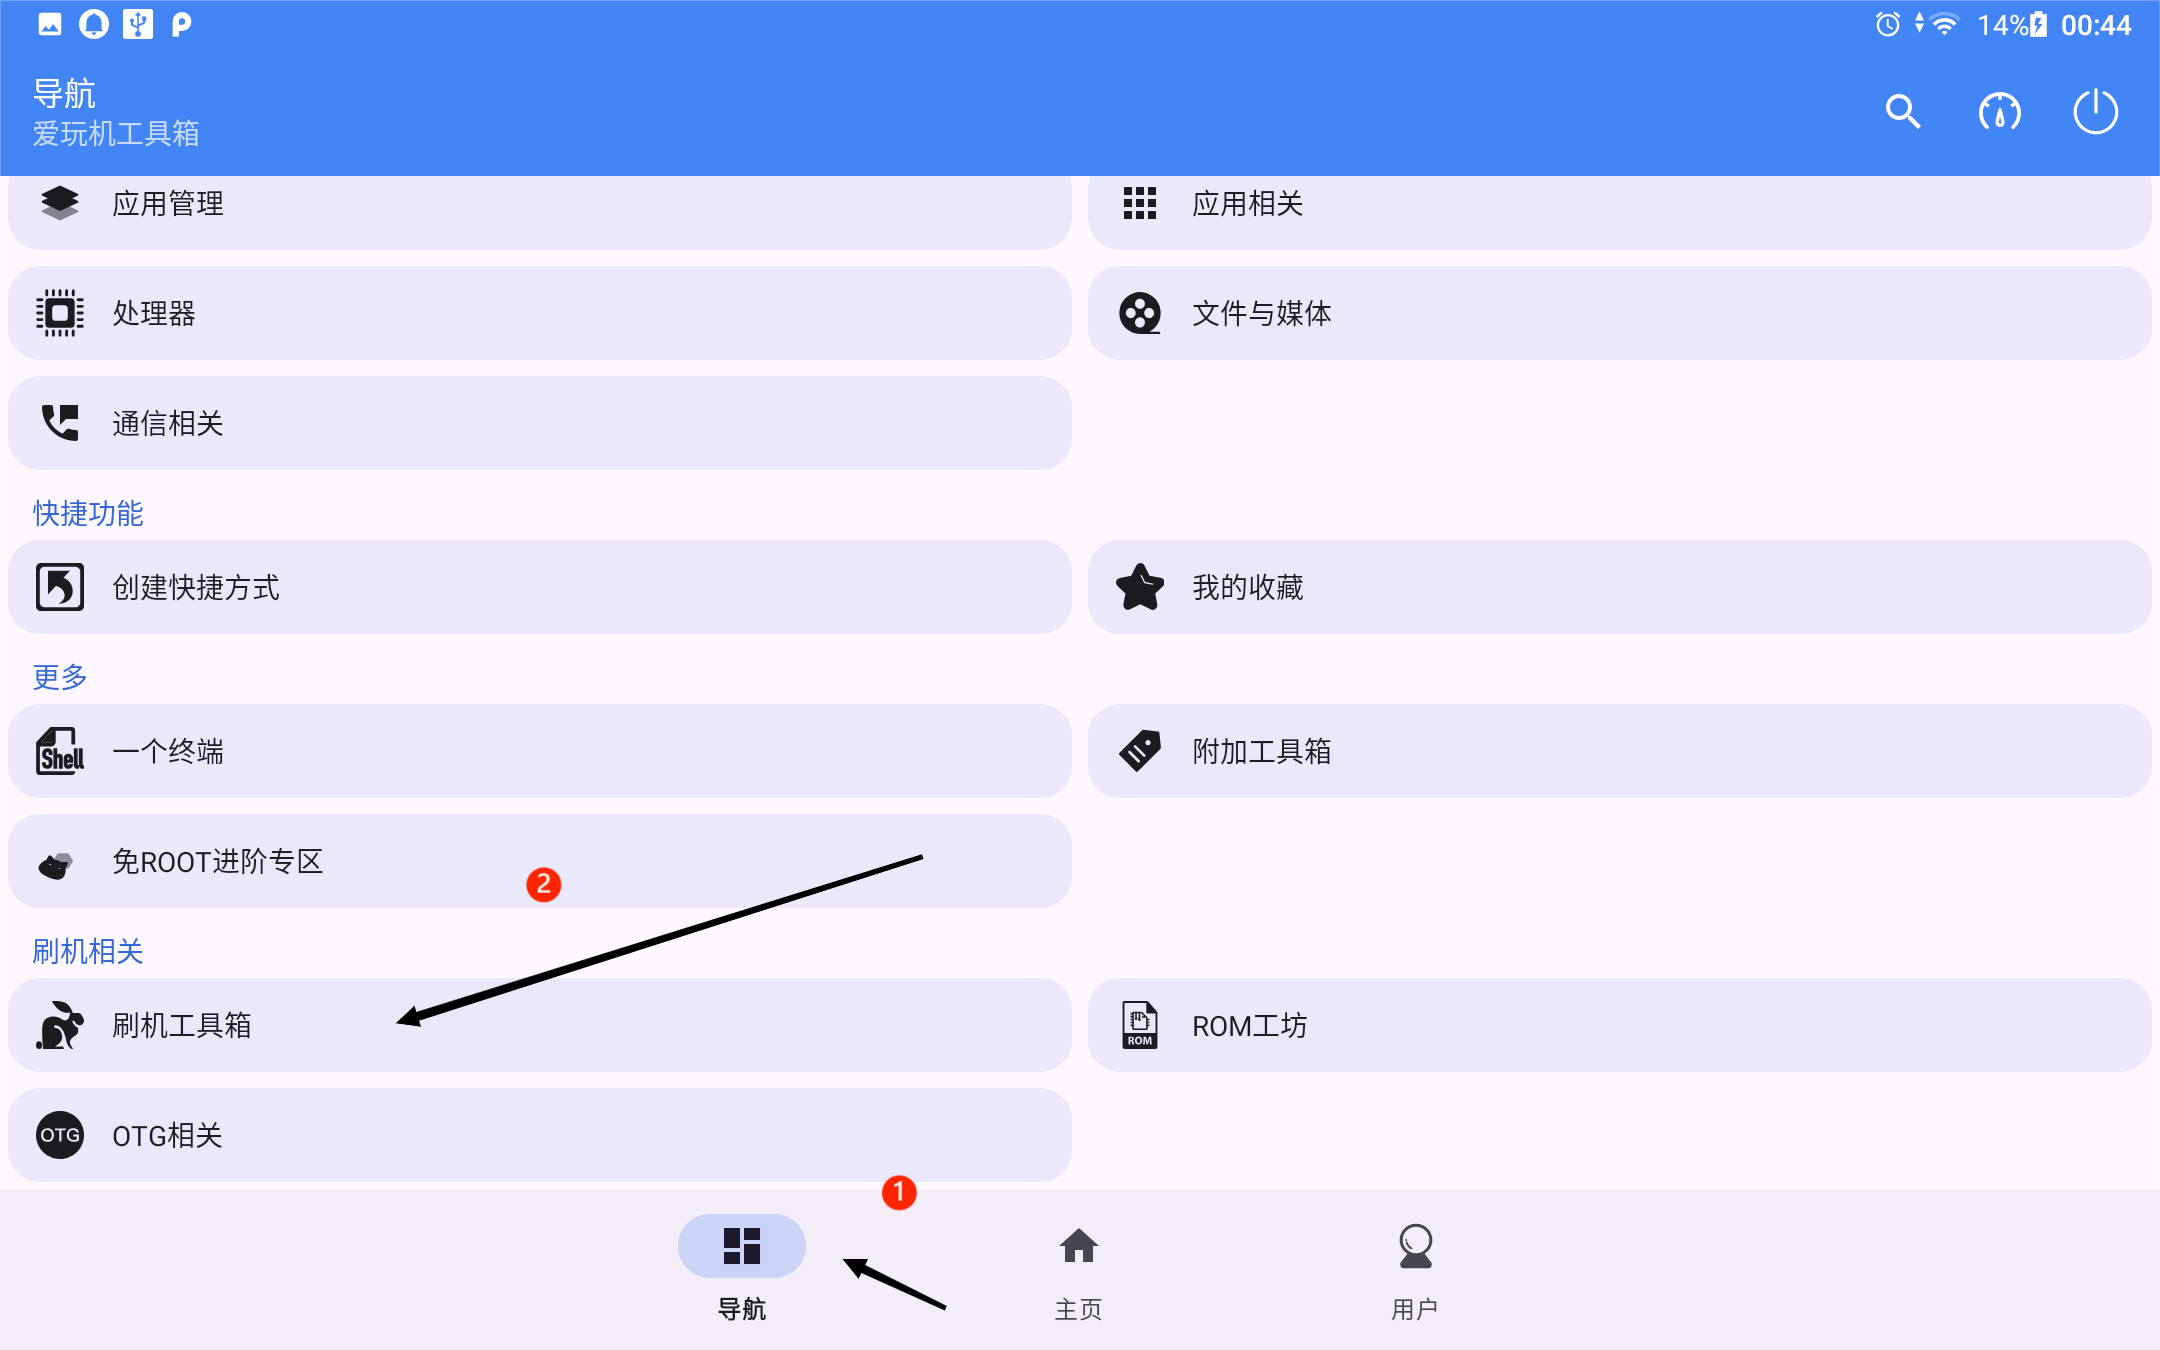 14% 00:44
导航
爱玩机工具箱
应用管理
应用相关
处理器
文件与媒体
通信相关
快捷功能
创建快捷方式
我的收藏
更多
Shell 一个终端
附加工具箱
免ROOT进阶专区
2
刷机相关
刷机工具箱
ROM ROM工坊
OTG OTG相关
1
导航
主页
用户